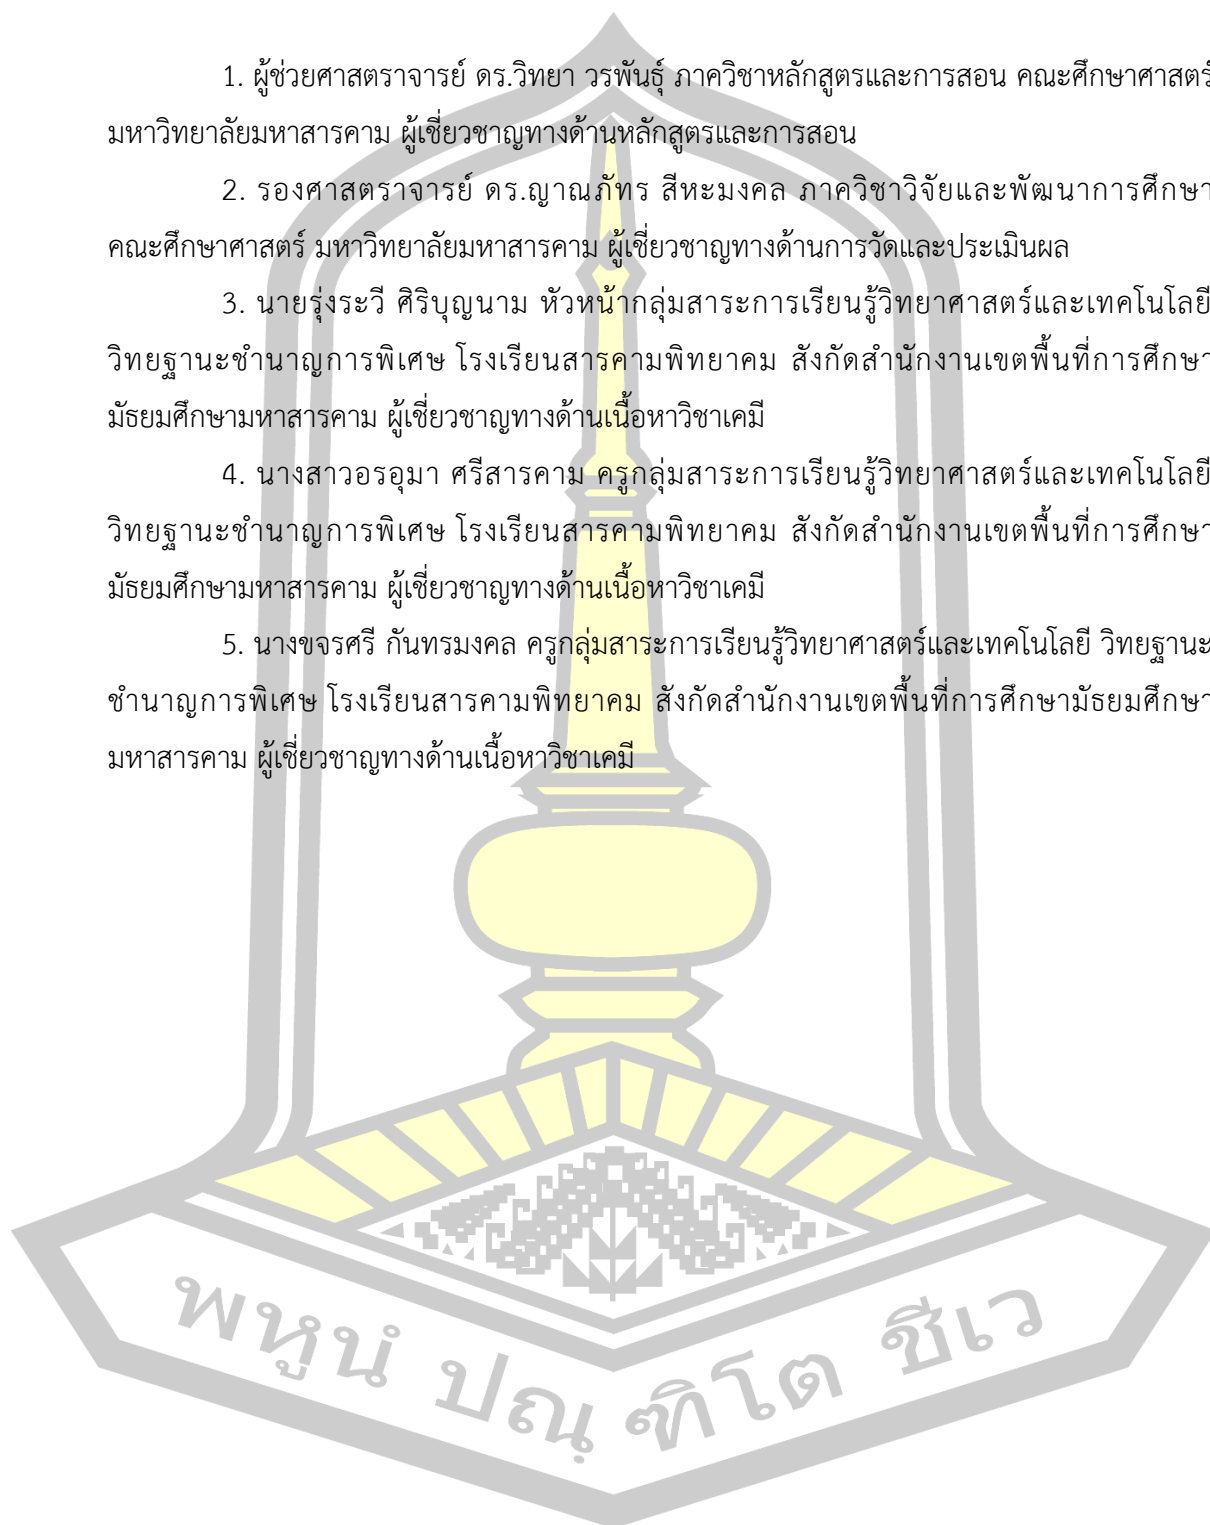 1. ผู้ช่วยศาสตราจารย์ ดร.วิทยา วรพันธุ์ ภาควิชาหลักสูตรและการสอน คณะศึกษาศาสตร์
มหาวิทยาลัยมหาสารคาม ผู้เชี่ยวชาญทางด้านหลักสูตรและการสอน
2. รองศาสตราจารย์ ดร.ญาณภัทร สีหะมงคล ภาควิชาวิจัยและพัฒนาการศึกษา
คณะศึกษาศาสตร์ มหาวิทยาลัยมหาสารคาม ผู้เชี่ยวชาญทางด้านการวัดและประเมินผล
3. นายรุ่งระวี ศิริบุญนาม หัวหน้ากลุ่มสาระการเรียนรู้วิทยาศาสตร์และเทคโนโลยี
วิทยฐานะชำนาญการพิเศษ โรงเรียนสารคามพิทยาคม สังกัดสำนักงานเขตพื้นที่การศึกษา
มัธยมศึกษามหาสารคาม ผู้เชี่ยวชาญทางด้านเนื้อหาวิชาเคมี
4. นางสาวอรอุมา ศรีสารคาม ครูกลุ่มสาระการเรียนรู้วิทยาศาสตร์และเทคโนโลยี
วิทยฐานะชำนาญการพิเศษ โรงเรียนสารคามพิทยาคม สังกัดสำนักงานเขตพื้นที่การศึกษา
มัธยมศึกษามหาสารคาม ผู้เชี่ยวชาญทางด้านเนื้อหาวิชาเคมี
5. นางขจรศรี กันทรมงคล ครูกลุ่มสาระการเรียนรู้วิทยาศาสตร์และเทคโนโลยี วิทยฐานะ
ชำนาญการพิเศษ โรงเรียนสารคามพิทยาคม สังกัดสำนักงานเขตพื้นที่การศึกษามัธยมศึกษา
มหาสารคาม ผู้เชี่ยวชาญทางด้านเนื้อหาวิชาเคมี
พหูนํ ปณฺฑิโต ชีเว